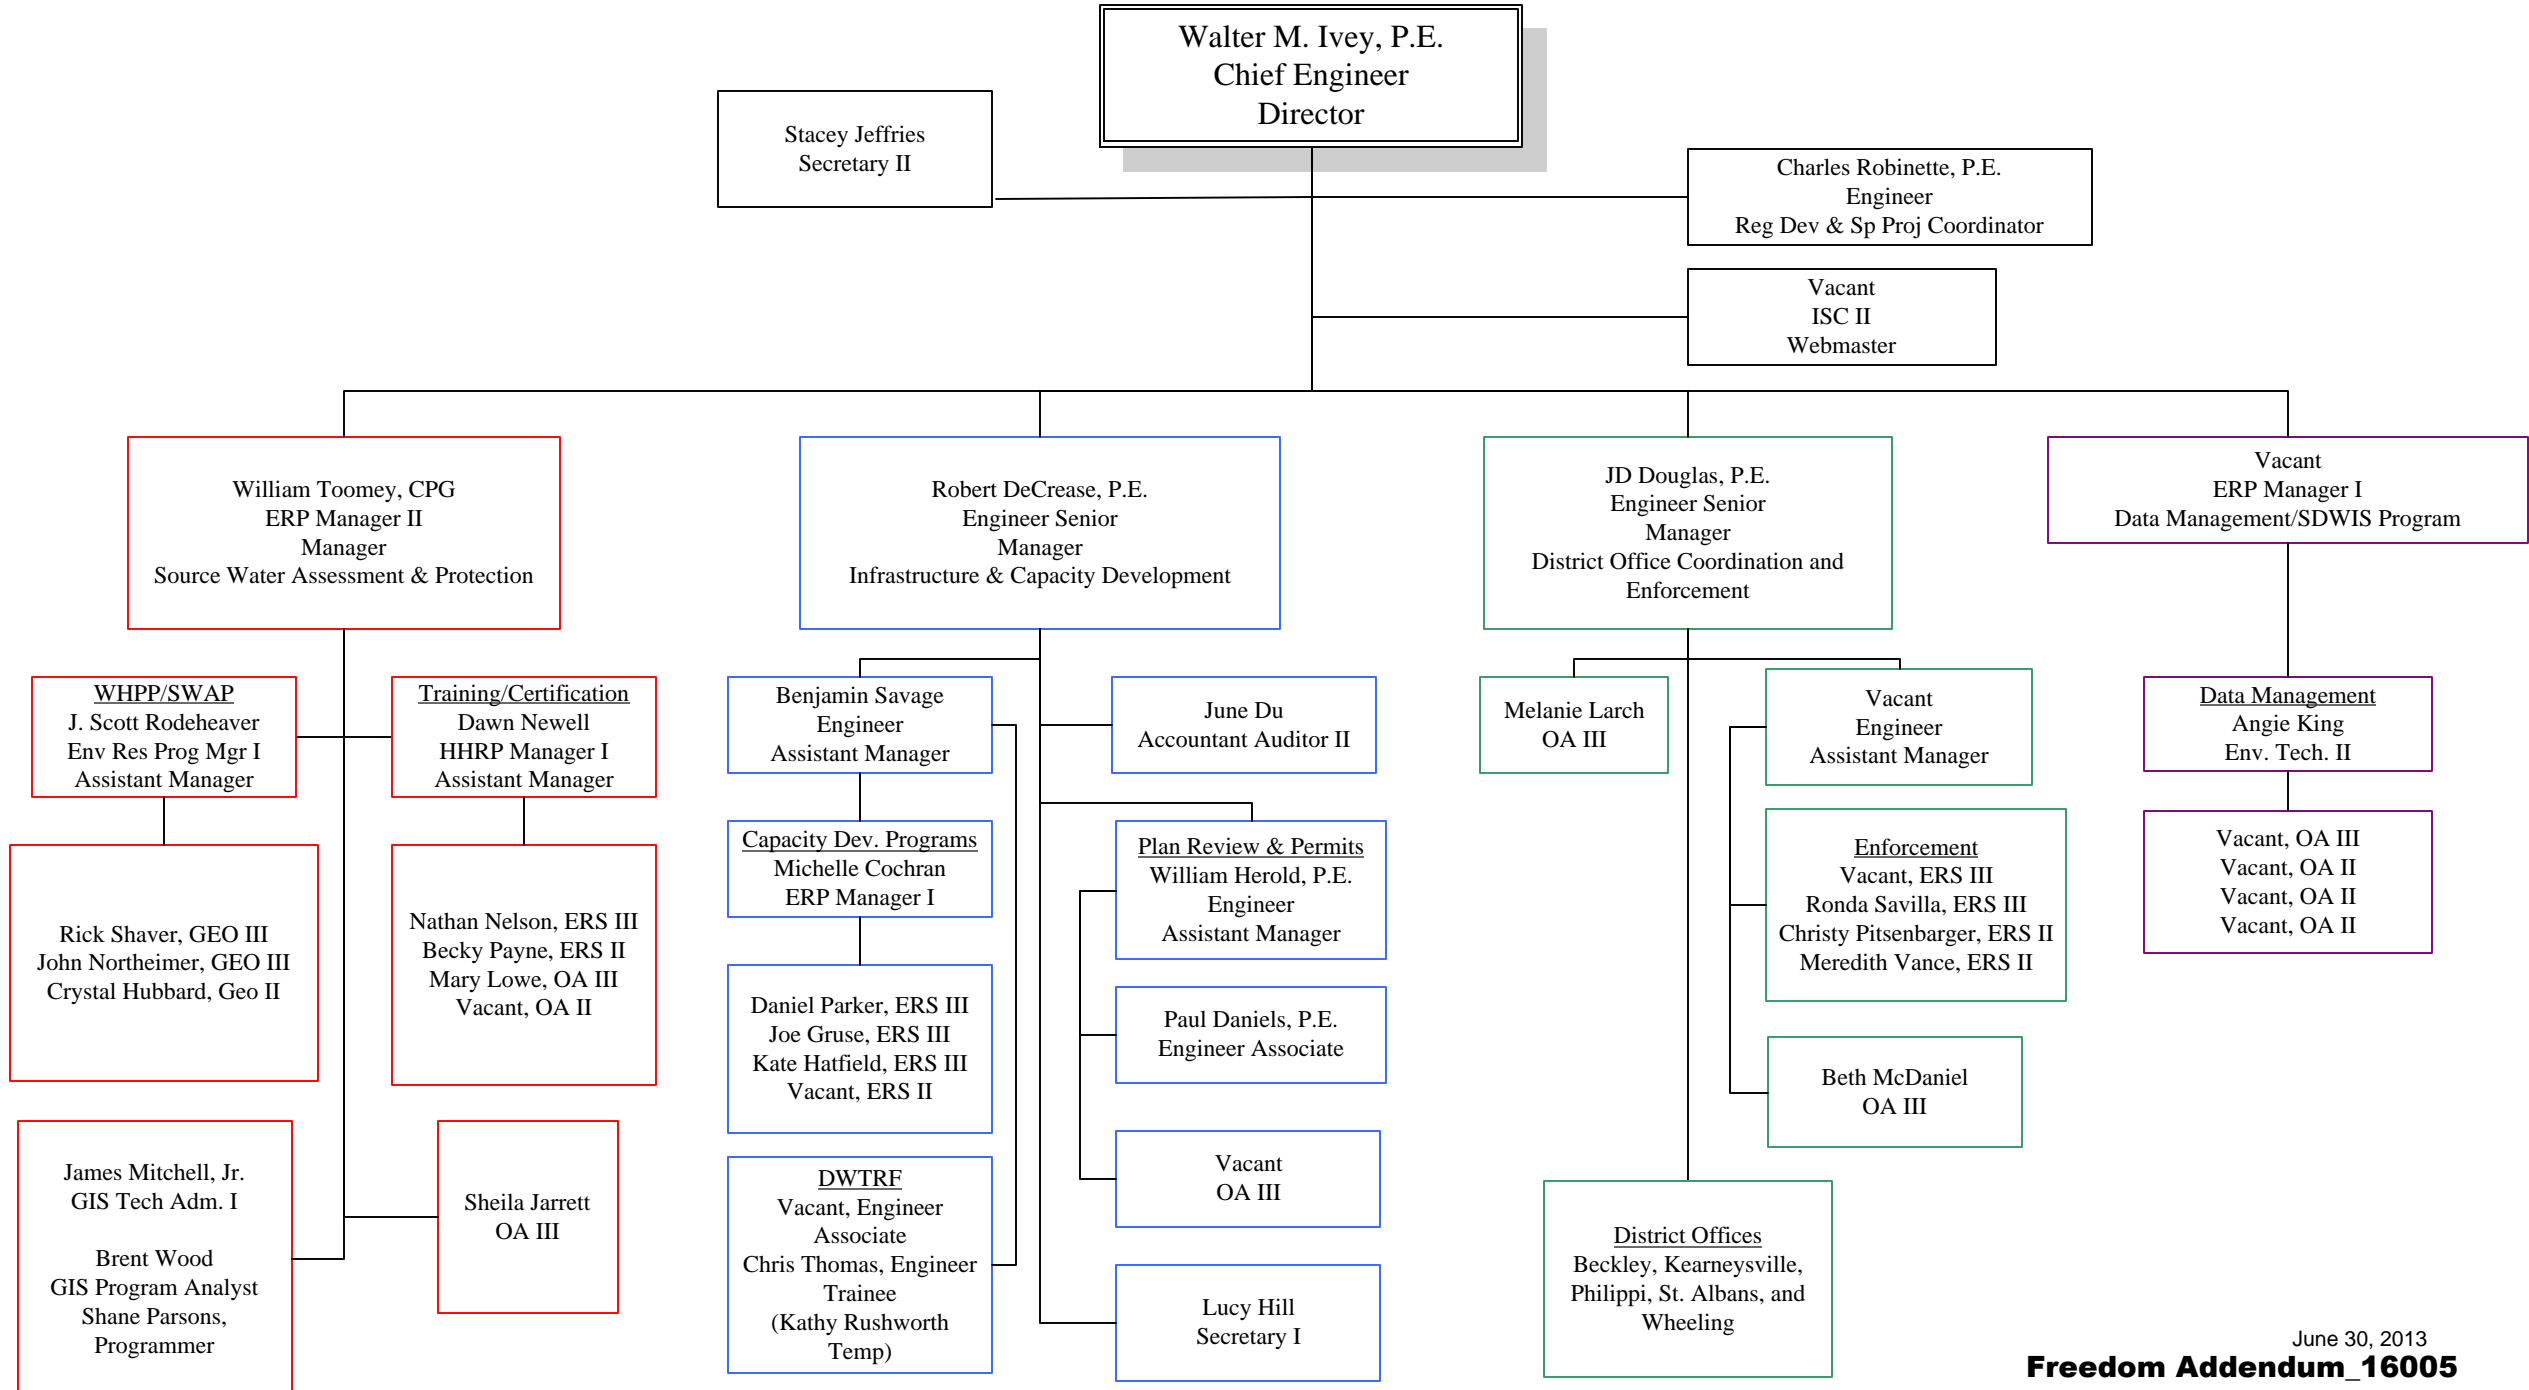 Walter M. Ivey, P.E.
Chief Engineer
Director
Stacey Jeffries
Secretary II
Charles Robinette, P.E.
Engineer
Reg Dev & Sp Proj Coordinator
Vacant
ISC II
Webmaster
William Toomey, CPG
ERP Manager II
Manager
Source Water Assessment & Protection
Robert DeCrease, P.E.
Engineer Senior
Manager
Infrastructure & Capacity Development
JD Douglas, P.E.
Engineer Senior
Manager
District Office Coordination and
Enforcement
Vacant
ERP Manager I
Data Management/SDWIS Program
WHPP/SWAP
J. Scott Rodeheaver
Env Res Prog Mgr I
Assistant Manager
Training/Certification
Dawn Newell
HHRP Manager I
Assistant Manager
Rick Shaver, GEO III
John Northeimer, GEO III
Crystal Hubbard, Geo II
Nathan Nelson, ERS III
Becky Payne, ERS II
Mary Lowe, OA III
Vacant, OA II
James Mitchell, Jr.
GIS Tech Adm. I
Brent Wood
GIS Program Analyst
Shane Parsons,
Programmer
Sheila Jarrett
OA III
Benjamin Savage
Engineer
Assistant Manager
June Du
Accountant Auditor II
Capacity Dev. Programs
Michelle Cochran
ERP Manager I
Plan Review & Permits
William Herold, P.E.
Engineer
Assistant Manager
Daniel Parker, ERS III
Joe Gruse, ERS III
Kate Hatfield, ERS III
Vacant, ERS II
Paul Daniels, P.E.
Engineer Associate
Vacant
OA III
DWTRF
Vacant, Engineer
Associate
Chris Thomas, Engineer
Trainee
(Kathy Rushworth
Temp)
Lucy Hill
Secretary I
Melanie Larch
OA III
Vacant
Engineer
Assistant Manager
Enforcement
Vacant, ERS III
Ronda Savilla, ERS III
Christy Pitsenbarger, ERS II
Meredith Vance, ERS II
Beth McDaniel
OA III
District Offices
Beckley, Kearneysville,
Philippi, St. Albans, and
Wheeling
Data Management
Angie King
Env. Tech. II
Vacant, OA III
Vacant, OA II
Vacant, OA II
Vacant, OA II
June 30, 2013
Freedom Addendum_16005